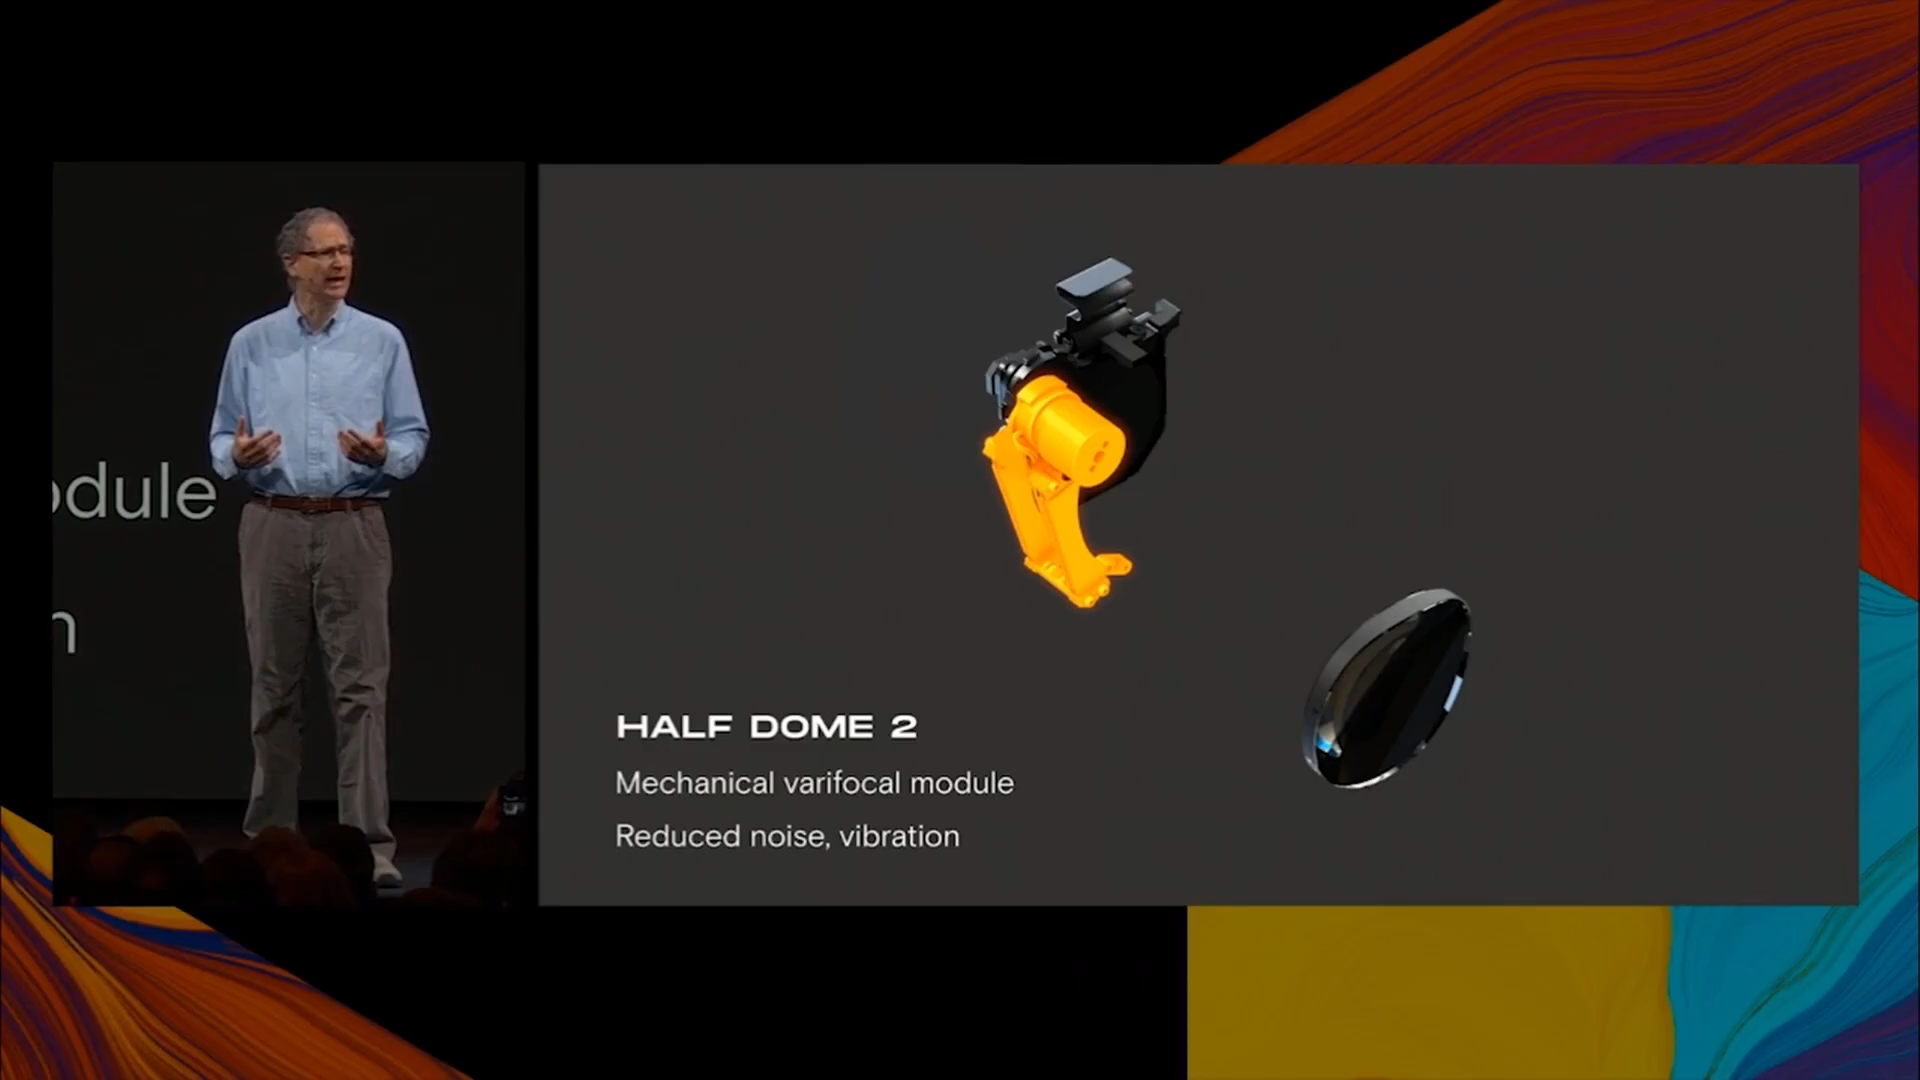 odule
n
HALF DOME 2
Mechanical varifocal module
Reduced noise, vibration